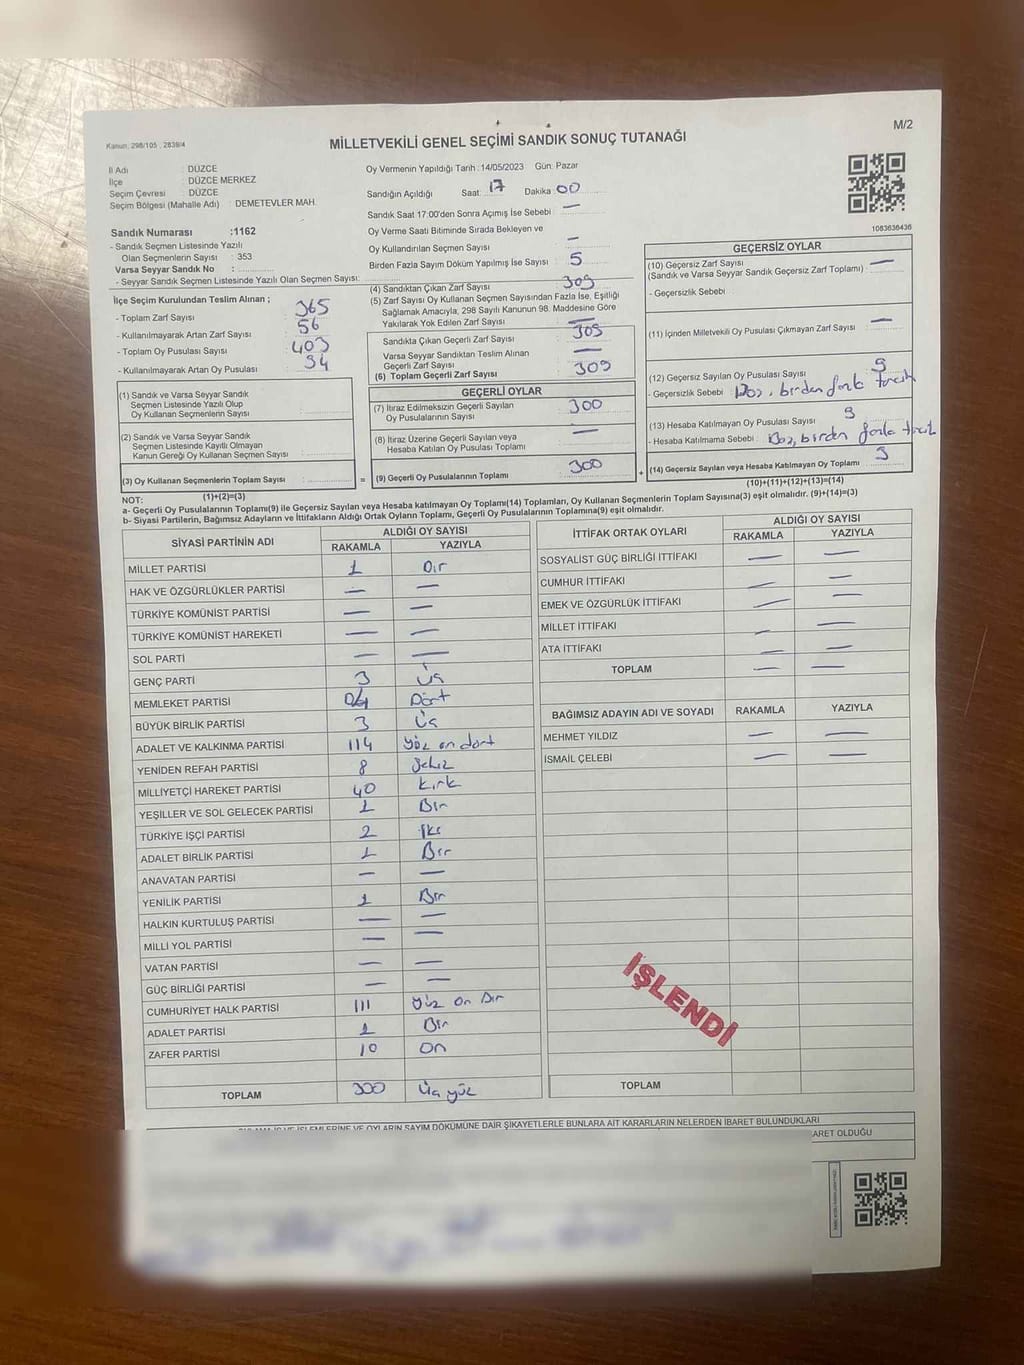 M/2
Kanun, 298/105 , 2839/4
MİLLETVEKİLİ GENEL SEÇİMİ SANDIK SONUÇ TUTANAĞI
İl Adı : DÜZCE
İlçe : DÜZCE MERKEZ
Seçim Çevresi : DÜZCE
Seçim Bölgesi (Mahalle Adı) : DEMETEVLER MAH.
Oy Vermenin Yapıldığı Tarih :14/05/2023 Gün: Pazar
Sandığın Açıldığı Saat: 17 Dakika: 00
Sandık Saat 17:00'den Sonra Açımış İse Sebebi : —
1083636436
Sandık Numarası :1162
- Sandık Seçmen Listesinde Yazılı
Olan Seçmenlerin Sayısı : 353
Varsa Seyyar Sandık No :
- Seyyar Sandık Seçmen Listesinde Yazılı Olan Seçmen Sayısı:
Oy Verme Saati Bitiminde Sırada Bekleyen ve
Oy Kullandırılan Seçmen Sayısı —
Birden Fazla Sayım Döküm Yapılmış İse Sayısı : 5
İlçe Seçim Kurulundan Teslim Alınan ;
- Toplam Zarf Sayısı : 365
- Kullanılmayarak Artan Zarf Sayısı : 56
- Toplam Oy Pusulası Sayısı : 403
- Kullanılmayarak Artan Oy Pusulası : 94
(4) Sandıktan Çıkan Zarf Sayısı : 309
(5) Zarf Sayısı Oy Kullanan Seçmen Sayısından Fazla İse, Eşitliği
Sağlamak Amacıyla, 298 Sayılı Kanunun 98. Maddesine Göre
Yakılarak Yok Edilen Zarf Sayısı : —
Sandıkta Çıkan Geçerli Zarf Sayısı : 309
Varsa Seyyar Sandıktan Teslim Alınan
Geçerli Zarf Sayısı : —
(6) Toplam Geçerli Zarf Sayısı : 309
GEÇERSİZ OYLAR
(10) Geçersiz Zarf Sayısı
(Sandık ve Varsa Seyyar Sandık Geçersiz Zarf Toplamı) : —
- Geçersizlik Sebebi :
(11) İçinden Milletvekili Oy Pusulası Çıkmayan Zarf Sayısı : —
(12) Geçersiz Sayılan Oy Pusulası Sayısı : 9
- Geçersizlik Sebebi : Boş, birden fazla tercih
(13) Hesaba Katılmayan Oy Pusulası Sayısı : 9
- Hesaba Katılmama Sebebi : Boş, birden fazla tercih
(14) Geçersiz Sayılan veya Hesaba Katılmayan Oy Toplamı : 9
(10)+(11)+(12)+(13)=(14)
(1) Sandık ve Varsa Seyyar Sandık
Seçmen Listesinde Yazılı Olup
Oy Kullanan Seçmenlerin Sayısı :
(2) Sandık ve Varsa Seyyar Sandık
Seçmen Listesinde Kayıtlı Olmayan
Kanun Gereği Oy Kullanan Seçmen Sayısı :
(3) Oy Kullanan Seçmenlerin Toplam Sayısı :
(1)+(2)=(3)
GEÇERLİ OYLAR
(7) İtiraz Edilmeksizin Geçerli Sayılan
Oy Pusulalarının Sayısı : 300
(8) İtiraz Üzerine Geçerli Sayılan veya
Hesaba Katılan Oy Pusulası Toplamı : —
(9) Geçerli Oy Pusulalarının Toplamı : 300
NOT:
a- Geçerli Oy Pusulalarının Toplamı(9) ile Geçersiz Sayılan veya Hesaba katılmayan Oy Toplamı(14) Toplamları, Oy Kullanan Seçmenlerin Toplam Sayısına(3) eşit olmalıdır. (9)+(14)=(3)
b- Siyasi Partilerin, Bağımsız Adayların ve İttifakların Aldığı Ortak Oyların Toplamı, Geçerli Oy Pusulalarının Toplamına(9) eşit olmalıdır.
SİYASİ PARTİNİN ADI ALDIĞI OY SAYISI
RAKAMLA YAZIYLA
MİLLET PARTİSİ 1 Bir
HAK VE ÖZGÜRLÜKLER PARTİSİ — —
TÜRKİYE KOMÜNİST PARTİSİ — —
TÜRKİYE KOMÜNİST HAREKETİ — —
SOL PARTİ — —
GENÇ PARTİ 3 Üç
MEMLEKET PARTİSİ 04 Dört
BÜYÜK BİRLİK PARTİSİ 3 Üç
ADALET VE KALKINMA PARTİSİ 114 yüz on dört
YENİDEN REFAH PARTİSİ 8 Sekiz
MİLLİYETÇİ HAREKET PARTİSİ 40 kırk
YEŞİLLER VE SOL GELECEK PARTİSİ 1 Bir
TÜRKİYE İŞÇİ PARTİSİ 2 İki
ADALET BİRLİK PARTİSİ 1 Bir
ANAVATAN PARTİSİ — —
YENİLİK PARTİSİ 1 Bir
HALKIN KURTULUŞ PARTİSİ — —
MİLLİ YOL PARTİSİ — —
VATAN PARTİSİ — —
GÜÇ BİRLİĞİ PARTİSİ — —
CUMHURİYET HALK PARTİSİ 111 yüz on Bir
ADALET PARTİSİ 1 Bir
ZAFER PARTİSİ 10 On
TOPLAM 300 üç yüz
İTTİFAK ORTAK OYLARI ALDIĞI OY SAYISI
RAKAMLA YAZIYLA
SOSYALİST GÜÇ BİRLİĞİ İTTİFAKI — —
CUMHUR İTTİFAKI — —
EMEK VE ÖZGÜRLÜK İTTİFAKI — —
MİLLET İTTİFAKI — —
ATA İTTİFAKI — —
TOPLAM — —
BAĞIMSIZ ADAYIN ADI VE SOYADI RAKAMLA YAZIYLA
MEHMET YILDIZ — —
İSMAİL ÇELEBİ — —
İŞLENDİ
TOPLAM
İŞLEMLERİNE VE OYLARIN SAYIM DÖKÜMÜNE DAİR ŞİKAYETLERLE BUNLARA AİT KARARLARIN NELERDEN İBARET BULUNDUKLARI
ARET OLDUĞU